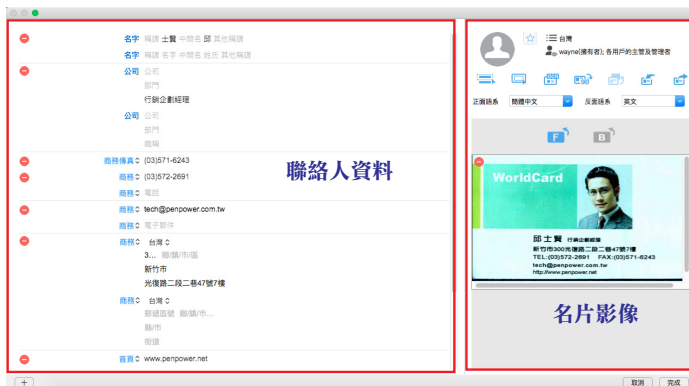 名字 稱謂 士賢 中間名 邱 其他稱謂
名字 稱謂 名字 中間名 姓氏 其他稱謂
公司 公司
部門
行銷企劃經理
公司 公司
部門
職稱
商務傳真 (03)571-6243
商務 (03)572-2691
商務 電話
商務 tech@penpower.com.tw
商務 電子郵件
商務 台灣
3... 鄉/鎮/市/區
新竹市
光復路二段二巷47號7樓
商務 台灣
郵遞區號 鄉/鎮/市...
縣/市
街道
首頁 www.penpower.net
聯絡人資料
台灣
wayne(擁有者); 各用戶的主管及管理者
正面語系 簡體中文 反面語系 英文
F B
WorldCard
邱士賢 行銷企劃經理
新竹市300光復路二段二巷47號7樓
TEL:(03)572-2691 FAX:(03)571-6243
tech@penpower.com.tw
http://www.penpower.net
名片影像
取消 完成